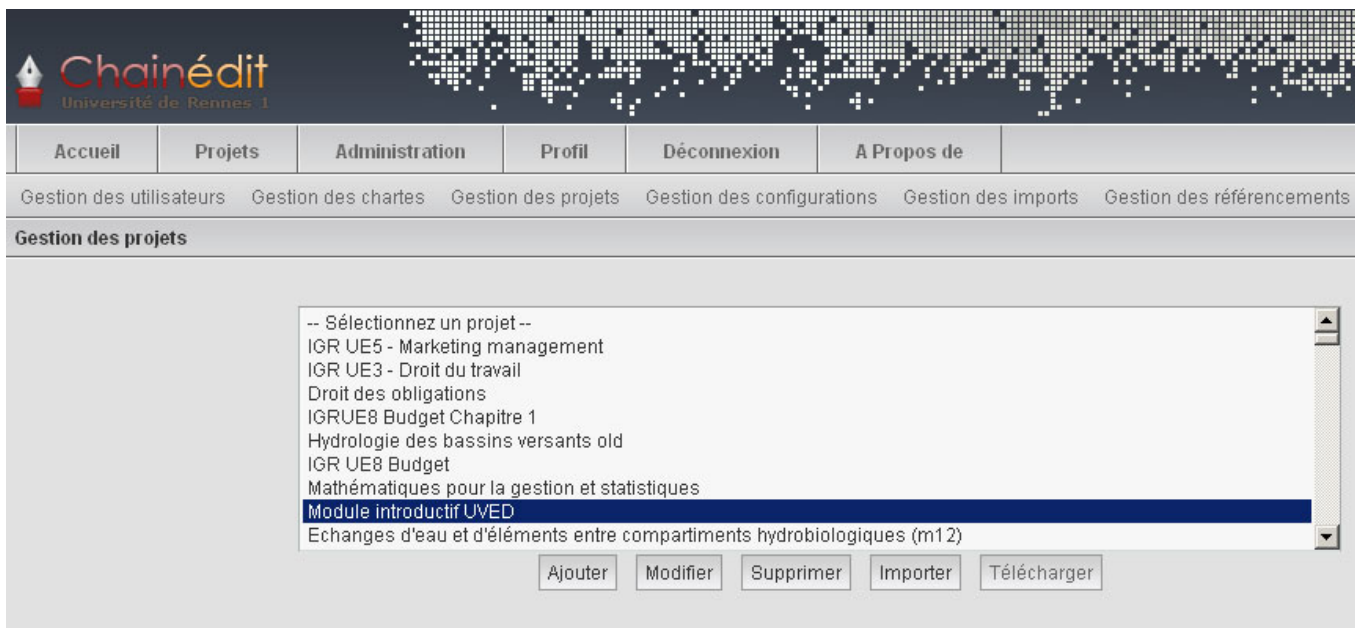 Chainédit
Université de Rennes 1
Accueil Projets Administration Profil Déconnexion A Propos de
Gestion des utilisateurs Gestion des chartes Gestion des projets Gestion des configurations Gestion des imports Gestion des référencements
Gestion des projets
-- Sélectionnez un projet --
IGR UE5 - Marketing management
IGR UE3 - Droit du travail
Droit des obligations
IGRUE8 Budget Chapitre 1
Hydrologie des bassins versants old
IGR UE8 Budget
Mathématiques pour la gestion et statistiques
Module introductif UVED
Echanges d'eau et d'éléments entre compartiments hydrobiologiques (m12)
Ajouter Modifier Supprimer Importer Télécharger